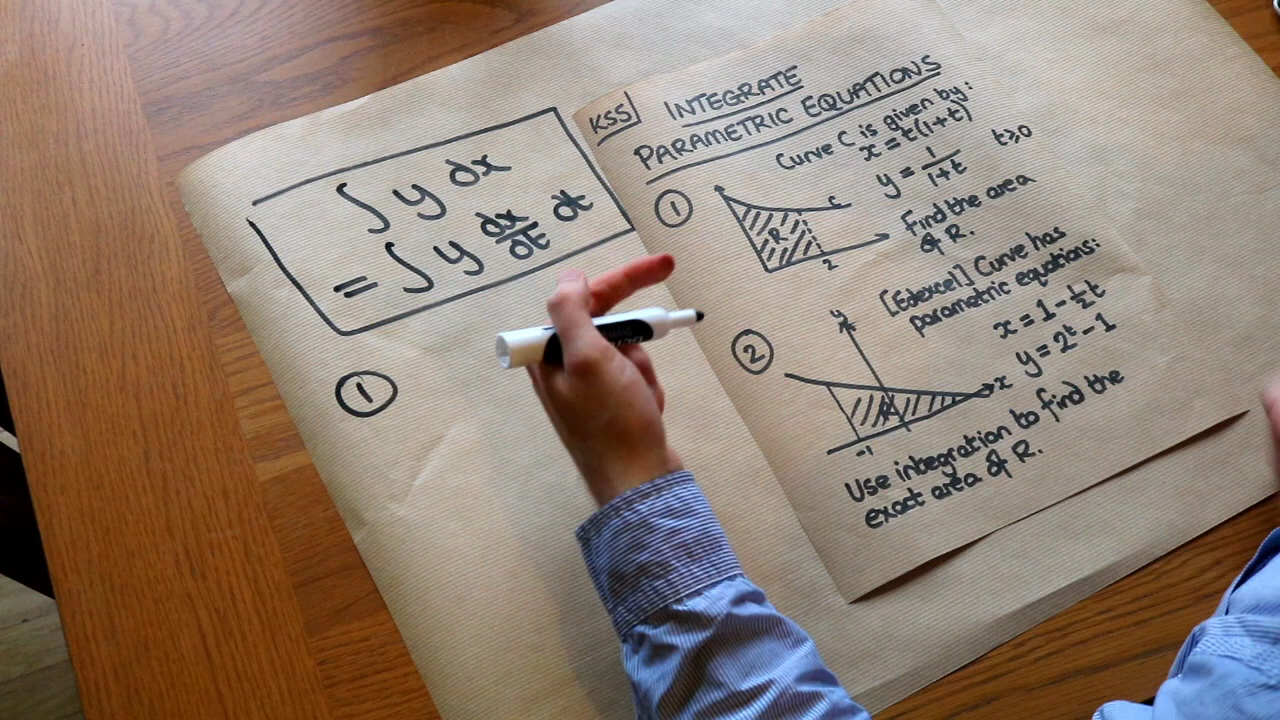 ∫ y dx
= ∫ y dx/dt dt
①
KS5
INTEGRATE
PARAMETRIC EQUATIONS
①
C
R
2
Curve C is given by:
x = t(1+t)
y = 1/(1+t) t≥0
Find the area
of R.
②
y
x
R
-1
[Edexcel] Curve has
parametric equations:
x = 1 - ½t
y = 2^t - 1
Use integration to find the
exact area of R.